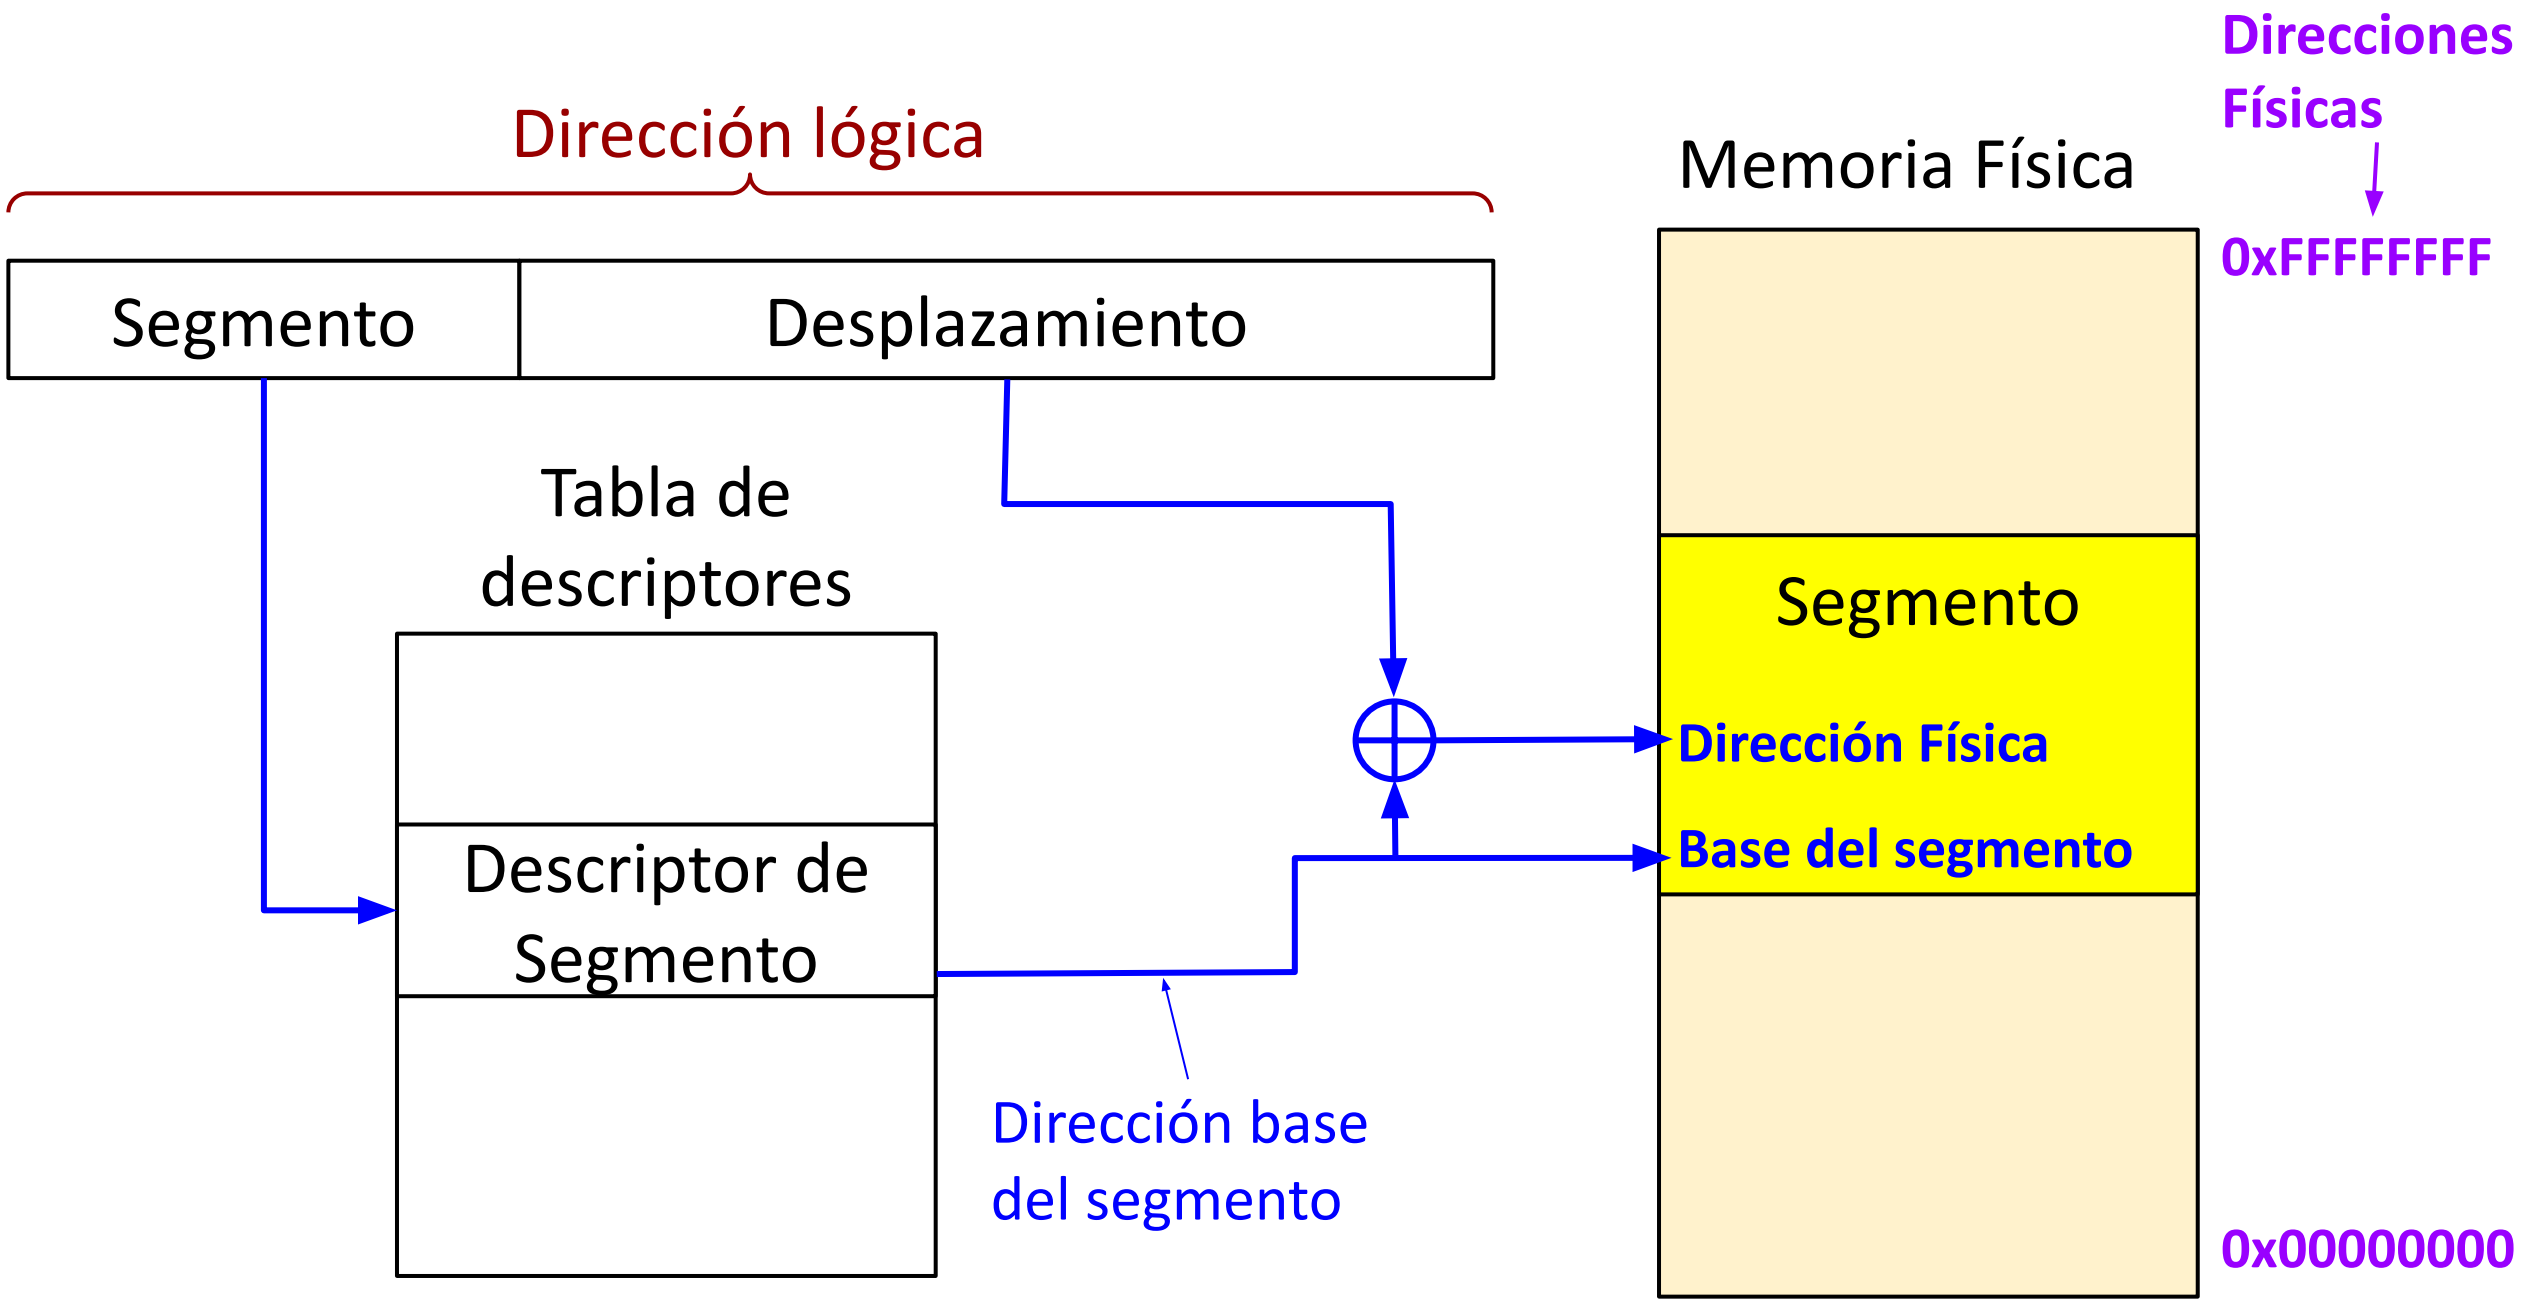 Direcciones
Físicas
Dirección lógica
Memoria Física
0xFFFFFFFF
Segmento
Desplazamiento
Tabla de
descriptores
Segmento
Dirección Física
Base del segmento
Descriptor de
Segmento
Dirección base
del segmento
0x00000000